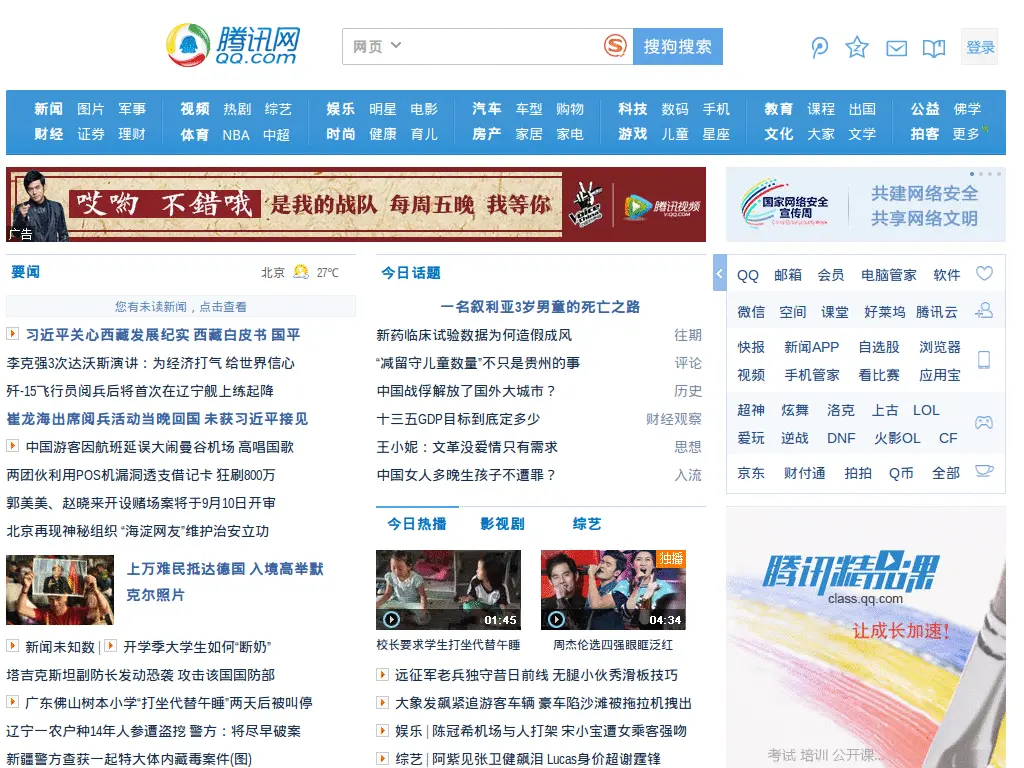 腾讯网
QQ.com
网页 搜狗搜索
登录
新闻 图片 军事 视频 热剧 综艺 娱乐 明星 电影 汽车 车型 购物 科技 数码 手机 教育 课程 出国 公益 佛学
财经 证券 理财 体育 NBA 中超 时尚 健康 育儿 房产 家居 家电 游戏 儿童 星座 文化 大家 文学 拍客 更多
哎哟 不错哦 是我的战队 每周五晚 我等你
腾讯视频
V.QQ.COM
广告
国家网络安全
宣传周
共建网络安全
共享网络文明
要闻 北京 27℃
您有未读新闻，点击查看
习近平关心西藏发展纪实 西藏白皮书 国平
李克强3次达沃斯演讲：为经济打气 给世界信心
歼-15飞行员阅兵后将首次在辽宁舰上练起降
崔龙海出席阅兵活动当晚回国 未获习近平接见
中国游客因航班延误大闹曼谷机场 高唱国歌
两团伙利用POS机漏洞透支借记卡 狂刷800万
郭美美、赵晓来开设赌场案将于9月10日开审
北京再现神秘组织 “海淀网友”维护治安立功
上万难民抵达德国 入境高举默
克尔照片
新闻未知数 | 开学季大学生如何“断奶”
塔吉克斯坦副防长发动恐袭 攻击该国国防部
广东佛山树本小学“打坐代替午睡”两天后被叫停
辽宁一农户种14年人参遭盗挖 警方：将尽早破案
新疆警方查获一起特大体内藏毒案件(图)
今日话题
一名叙利亚3岁男童的死亡之路
新药临床试验数据为何造假成风 往期
“减留守儿童数量”不只是贵州的事 评论
中国战俘解放了国外大城市？ 历史
十三五GDP目标到底定多少 财经观察
王小妮：文革没爱情只有需求 思想
中国女人多晚生孩子不遭罪？ 入流
今日热播 影视剧 综艺
01:45
独播
04:34
校长要求学生打坐代替午睡
周杰伦选四强眼眶泛红
远征军老兵独守昔日前线 无腿小伙秀滑板技巧
大象发飙紧追游客车辆 豪车陷沙滩被拖拉机拽出
娱乐 | 陈冠希机场与人打架 宋小宝遭女乘客强吻
综艺 | 阿紫见张卫健飙泪 Lucas身价超谢霆锋
QQ 邮箱 会员 电脑管家 软件
微信 空间 课堂 好莱坞 腾讯云
快报 新闻APP 自选股 浏览器
视频 手机管家 看比赛 应用宝
超神 炫舞 洛克 上古 LOL
爱玩 逆战 DNF 火影OL CF
京东 财付通 拍拍 Q币 全部
腾讯精品课
class.qq.com
让成长加速!
考试 培训 公开课...